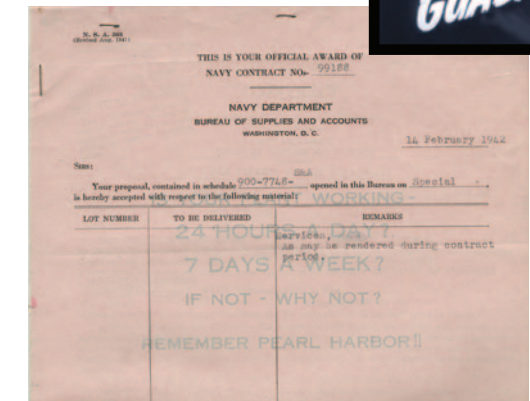 N. S. A. 303
(Revised Aug. 1941)
THIS IS YOUR OFFICIAL AWARD OF
NAVY CONTRACT NOs. 99188
NAVY DEPARTMENT
BUREAU OF SUPPLIES AND ACCOUNTS
WASHINGTON, D. C.
14 February 1942
SIRS:
S&A
Your proposal, contained in schedule 900-7748- opened in this Bureau on Special .,
is hereby accepted with respect to the following material:
WORKING -
24 HOURS A DAY?
7 DAYS A WEEK?
IF NOT - WHY NOT?
REMEMBER PEARL HARBOR!!
LOT NUMBER TO BE DELIVERED REMARKS
Services,
As may be rendered during contract
period.